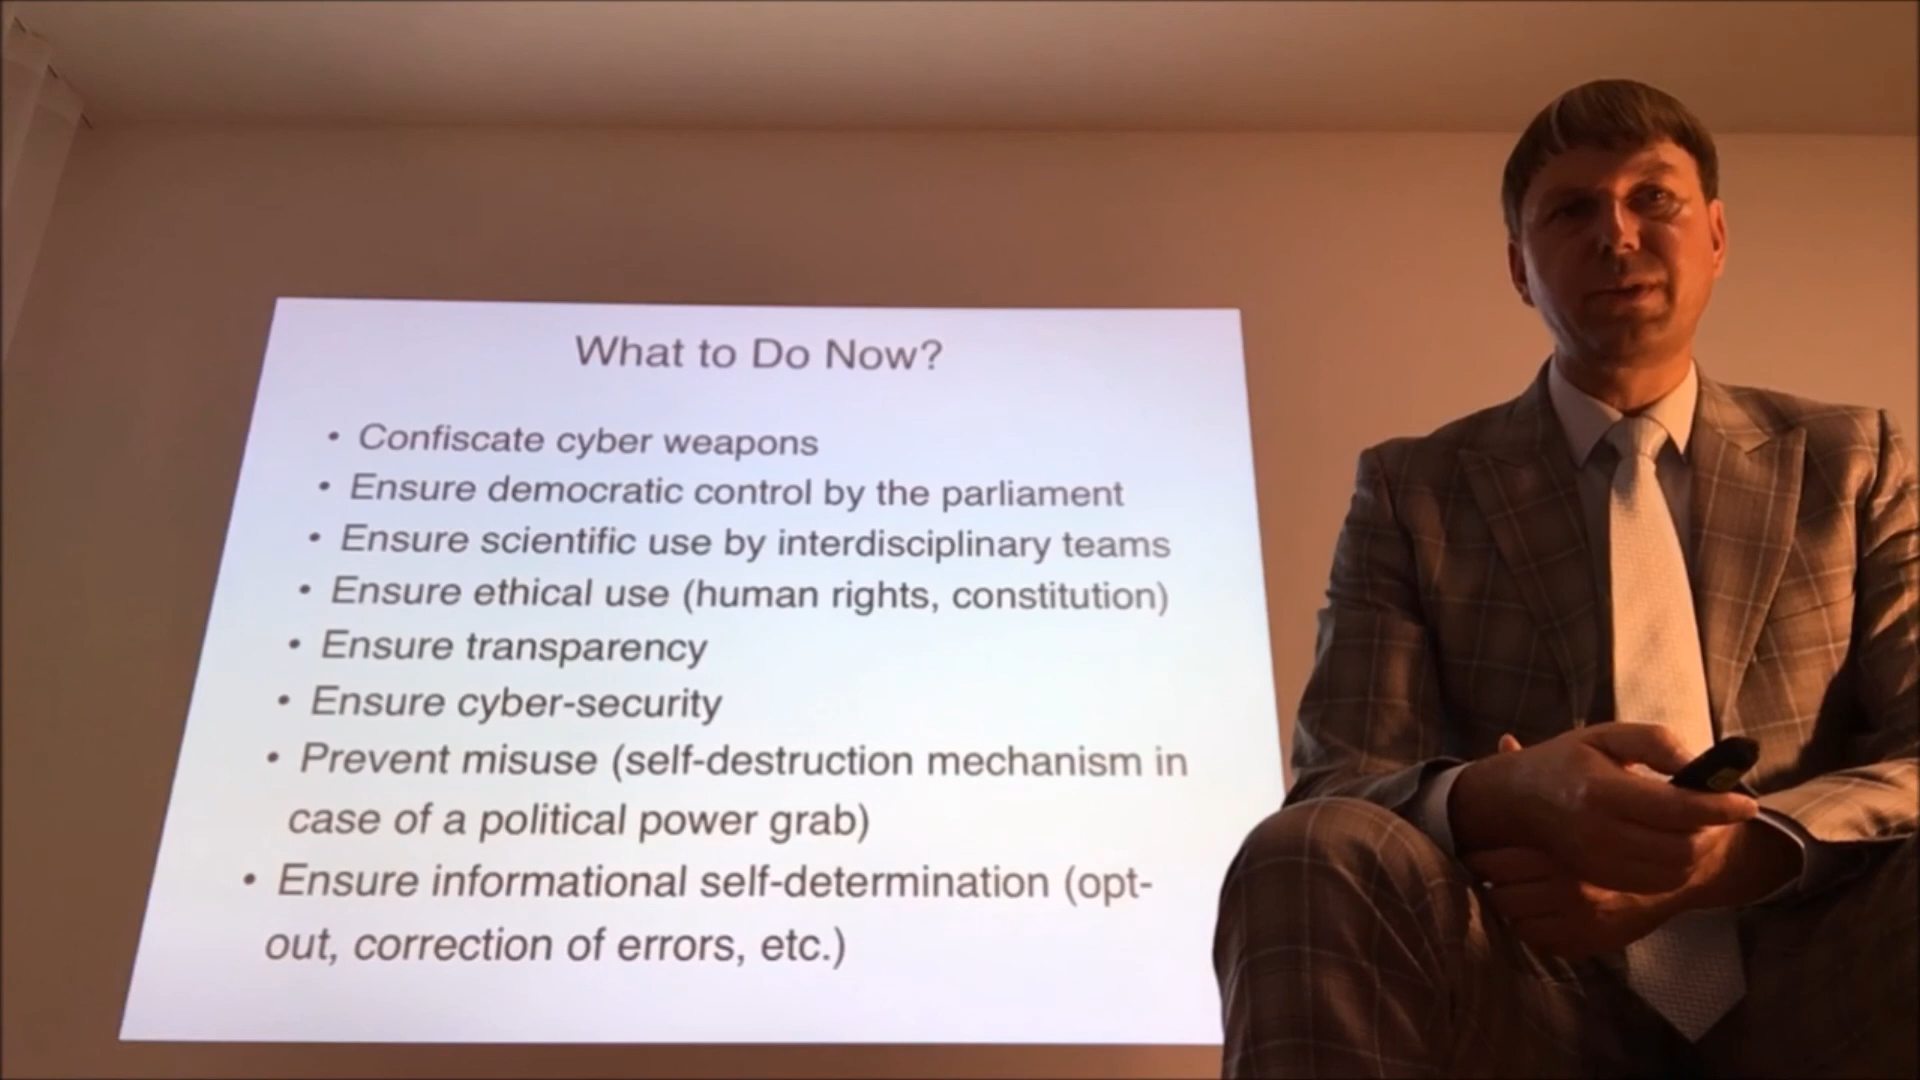 What to Do Now?
• Confiscate cyber weapons
• Ensure democratic control by the parliament
• Ensure scientific use by interdisciplinary teams
• Ensure ethical use (human rights, constitution)
• Ensure transparency
• Ensure cyber-security
• Prevent misuse (self-destruction mechanism in
case of a political power grab)
• Ensure informational self-determination (opt-
out, correction of errors, etc.)